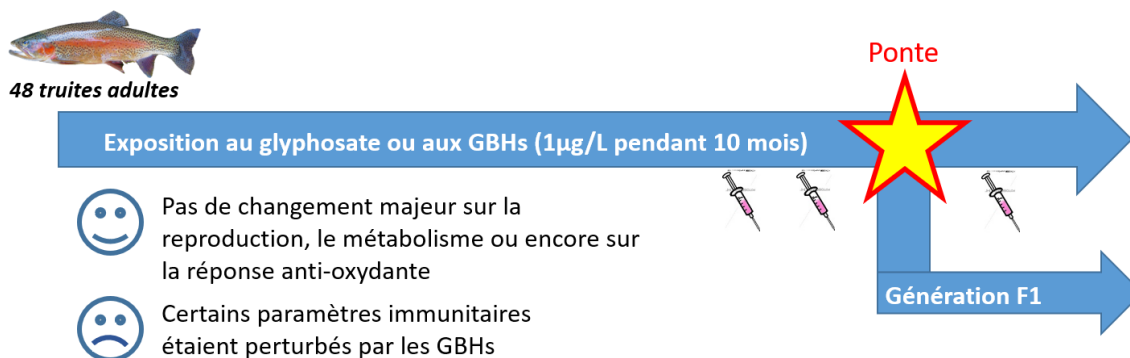 48 truites adultes
Ponte
Exposition au glyphosate ou aux GBHs (1µg/L pendant 10 mois)
Pas de changement majeur sur la
reproduction, le métabolisme ou encore sur
la réponse anti-oxydante
Génération F1
Certains paramètres immunitaires
étaient perturbés par les GBHs